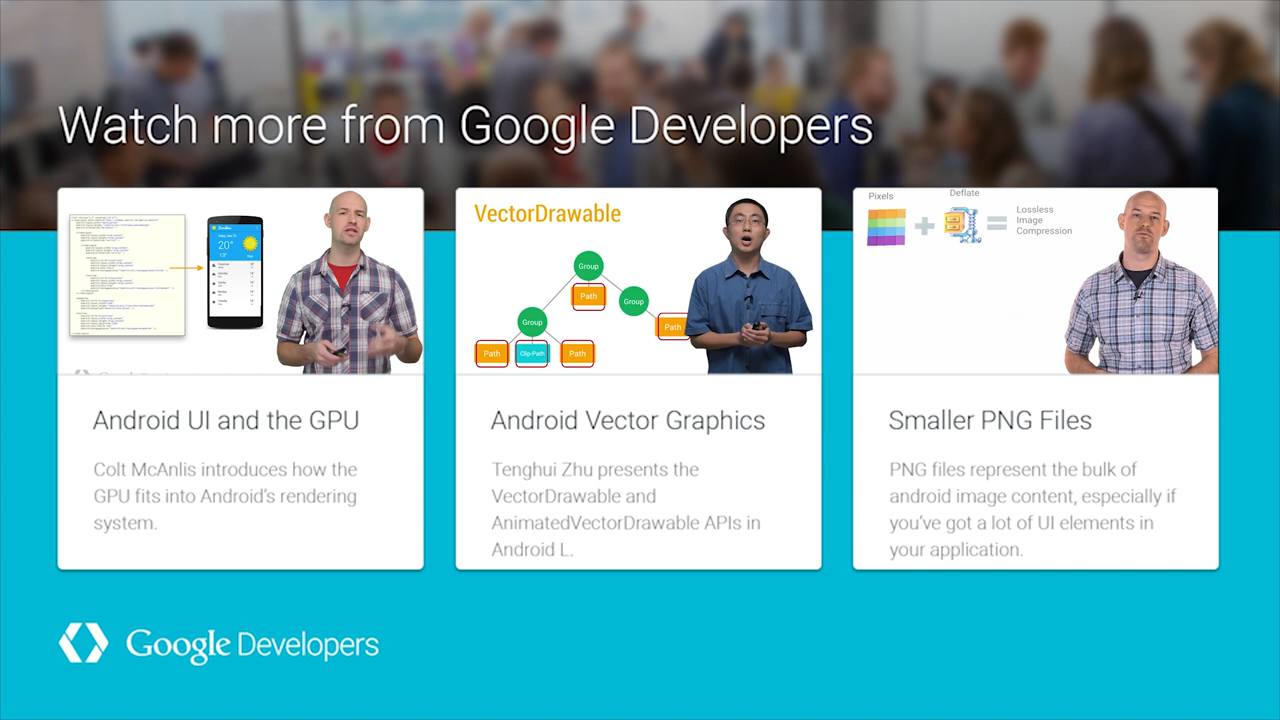 Watch more from Google Developers
VectorDrawable
Group
Path
Group
Group
Path
Path
Clip-Path
Path
Pixels
Deflate
Lossless
Image
Compression
Android UI and the GPU
Colt McAnlis introduces how the
GPU fits into Android's rendering
system.
Android Vector Graphics
Tenghui Zhu presents the
VectorDrawable and
AnimatedVectorDrawable APIs in
Android L.
Smaller PNG Files
PNG files represent the bulk of
android image content, especially if
you've got a lot of UI elements in
your application.
Google Developers